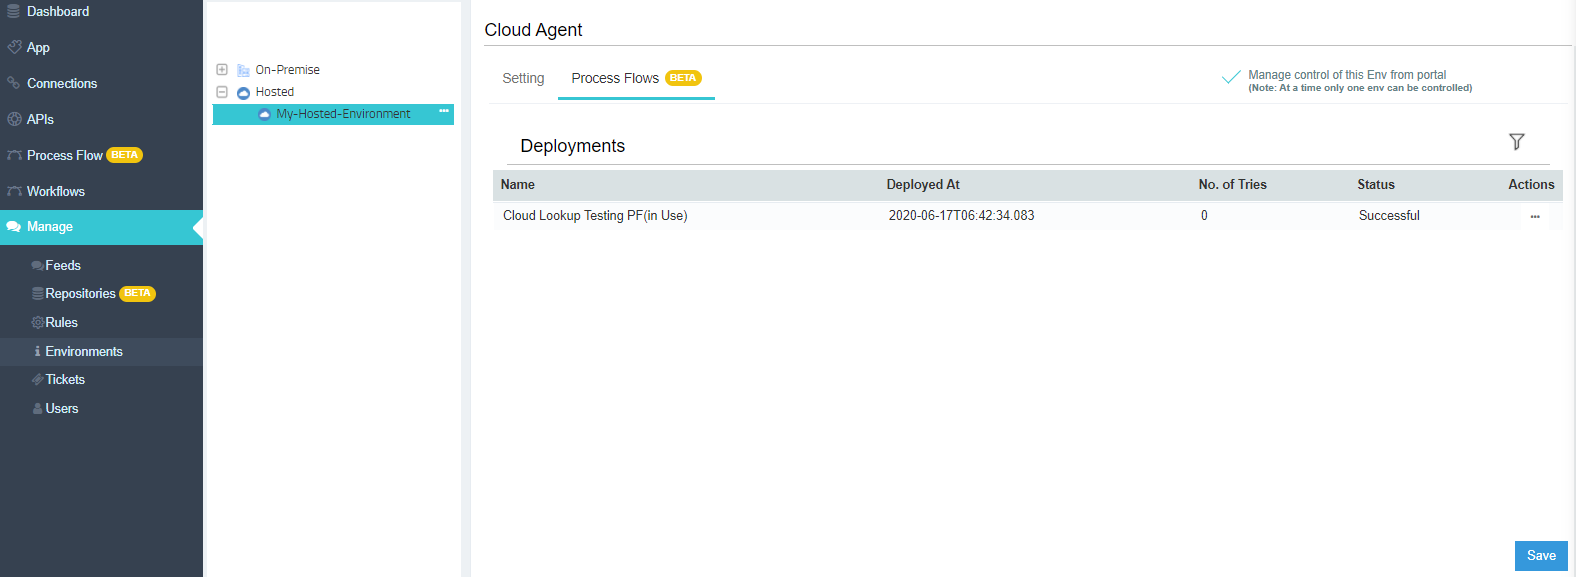 Dashboard
App
Connections
APIs
Process Flow BETA
Workflows
Manage
Feeds
Repositories BETA
Rules
Environments
Tickets
Users
On-Premise
Hosted
My-Hosted-Environment
Cloud Agent
Setting
Process Flows BETA
Manage control of this Env from portal
(Note: At a time only one env can be controlled)
Deployments
Name Deployed At No. of Tries Status Actions
Cloud Lookup Testing PF(in Use) 2020-06-17T06:42:34.083 0 Successful
Save